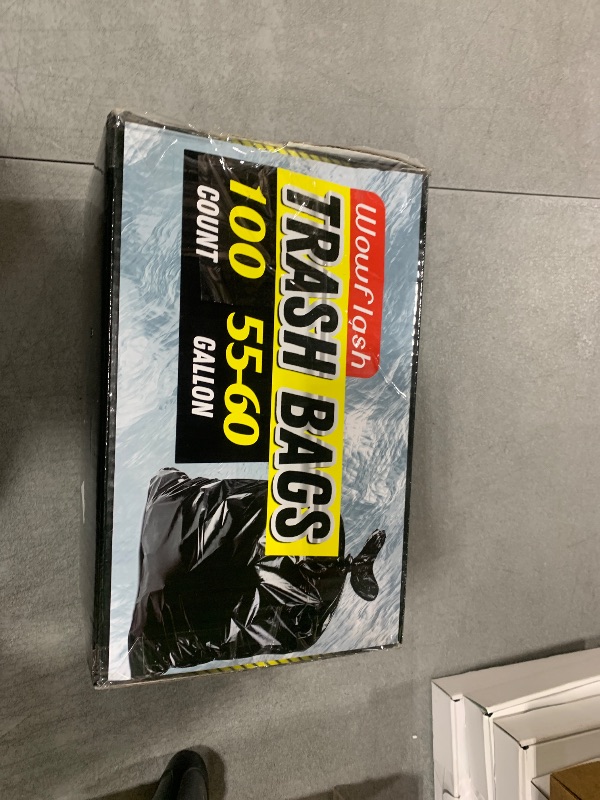 Wowflash
TRASH BAGS
100 55-60
COUNT GALLON